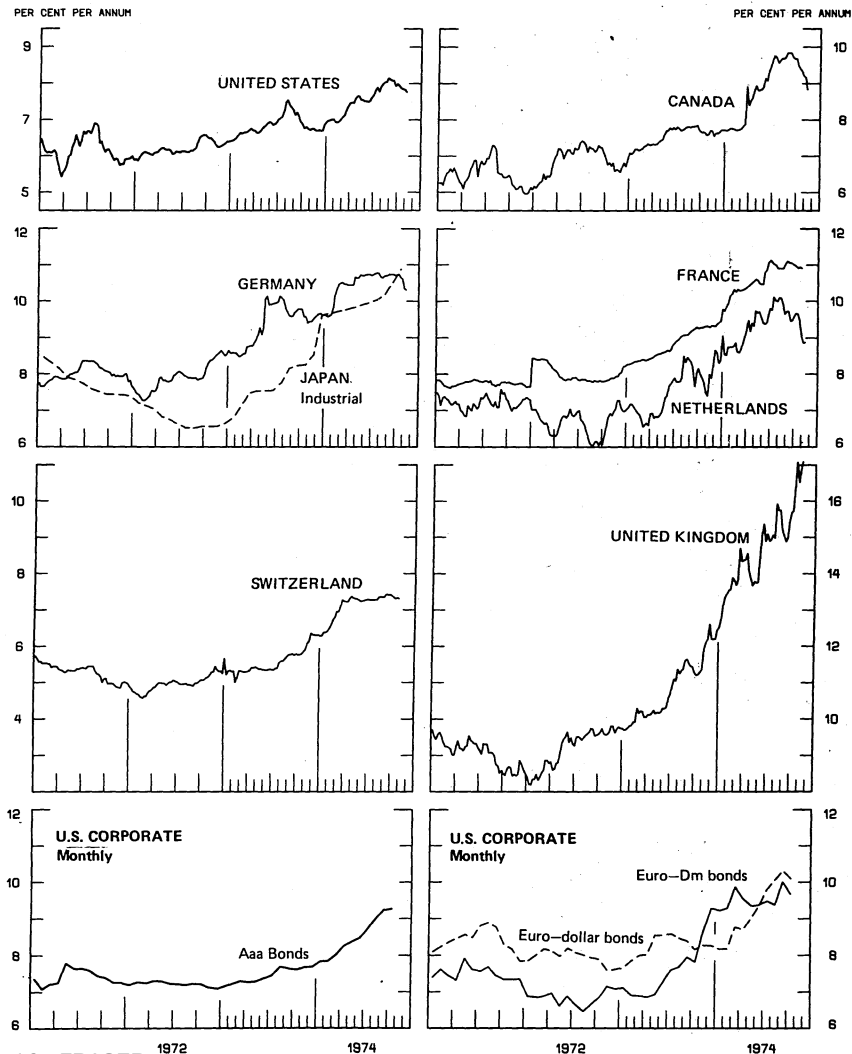 PER CENT PER ANNUM
PER CENT PER ANNUM
9
7
5
UNITED STATES
10
8
6
CANADA
12
10
8
6
GERMANY
JAPAN
Industrial
12
10
8
6
FRANCE
NETHERLANDS
10
8
6
4
SWITZERLAND
16
14
12
10
UNITED KINGDOM
12
10
8
6
U.S. CORPORATE
Monthly
Aaa Bonds
12
10
8
6
U.S. CORPORATE
Monthly
Euro-Dm bonds
Euro-dollar bonds
1972
1974
1972
1974